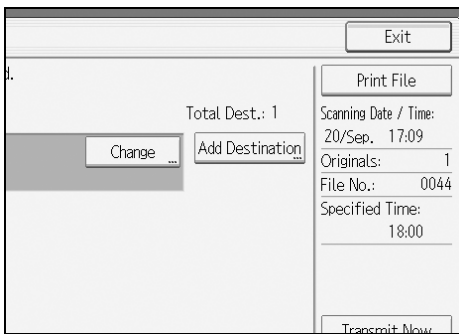 Exit
d.
Print File
Total Dest.: 1
Scanning Date / Time:
20/Sep. 17:09
Change
Add Destination
Originals: 1
File No.: 0044
Specified Time:
18:00
Transmit Now